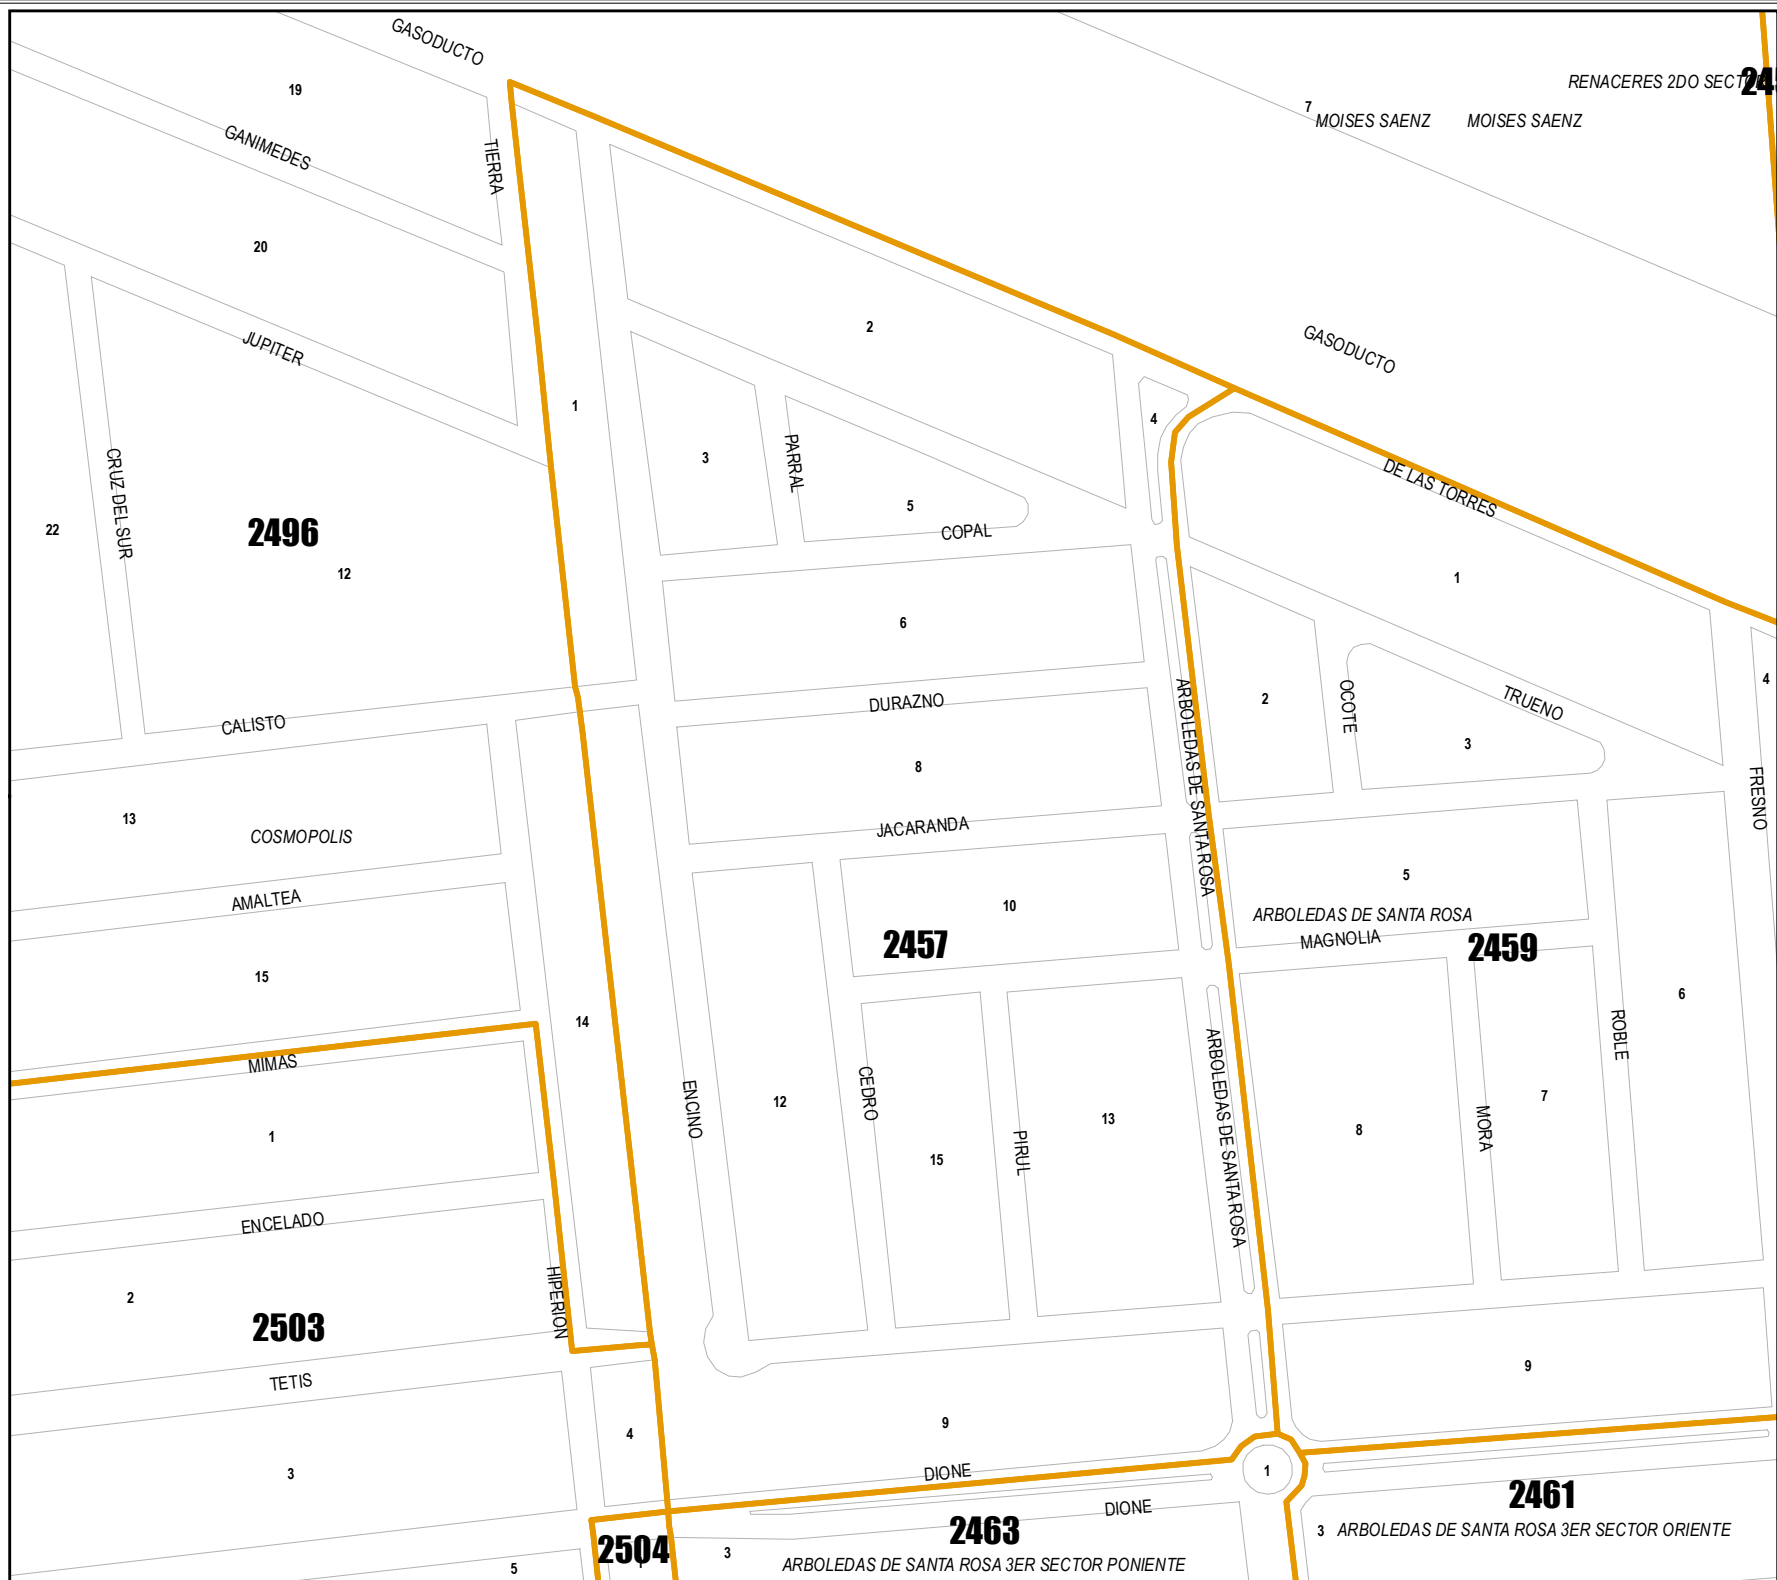 GASODUCTO
RENACERES 2DO SECTOR
19
7
MOISES SAENZ
MOISES SAENZ
GANIMEDES
TIERRA
20
2
JUPITER
GASODUCTO
1
4
3
PARRAL
CRUZ DEL SUR
DE LAS TORRES
5
22
2496
COPAL
12
1
6
4
DURAZNO
ARBOLEDAS DE SANTA ROSA
2
OCOTE
TRUENO
CALISTO
3
8
FRESNO
13
COSMOPOLIS
JACARANDA
5
AMALTEA
10
ARBOLEDAS DE SANTA ROSA
2457
MAGNOLIA
2459
15
6
14
MIMAS
ROBLE
ENCINO
12
CEDRO
13
ARBOLEDAS DE SANTA ROSA
7
MORA
8
1
PIRUL
15
ENCELADO
2
HIPERION
2503
9
TETIS
9
4
3
DIONE
1
2461
DIONE
2463
3
ARBOLEDAS DE SANTA ROSA 3ER SECTOR ORIENTE
2504
3
5
ARBOLEDAS DE SANTA ROSA 3ER SECTOR PONIENTE